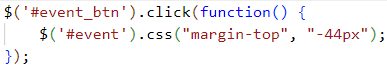 $('#event_btn').click(function() {
    $('#event').css("margin-top", "-44px");
});